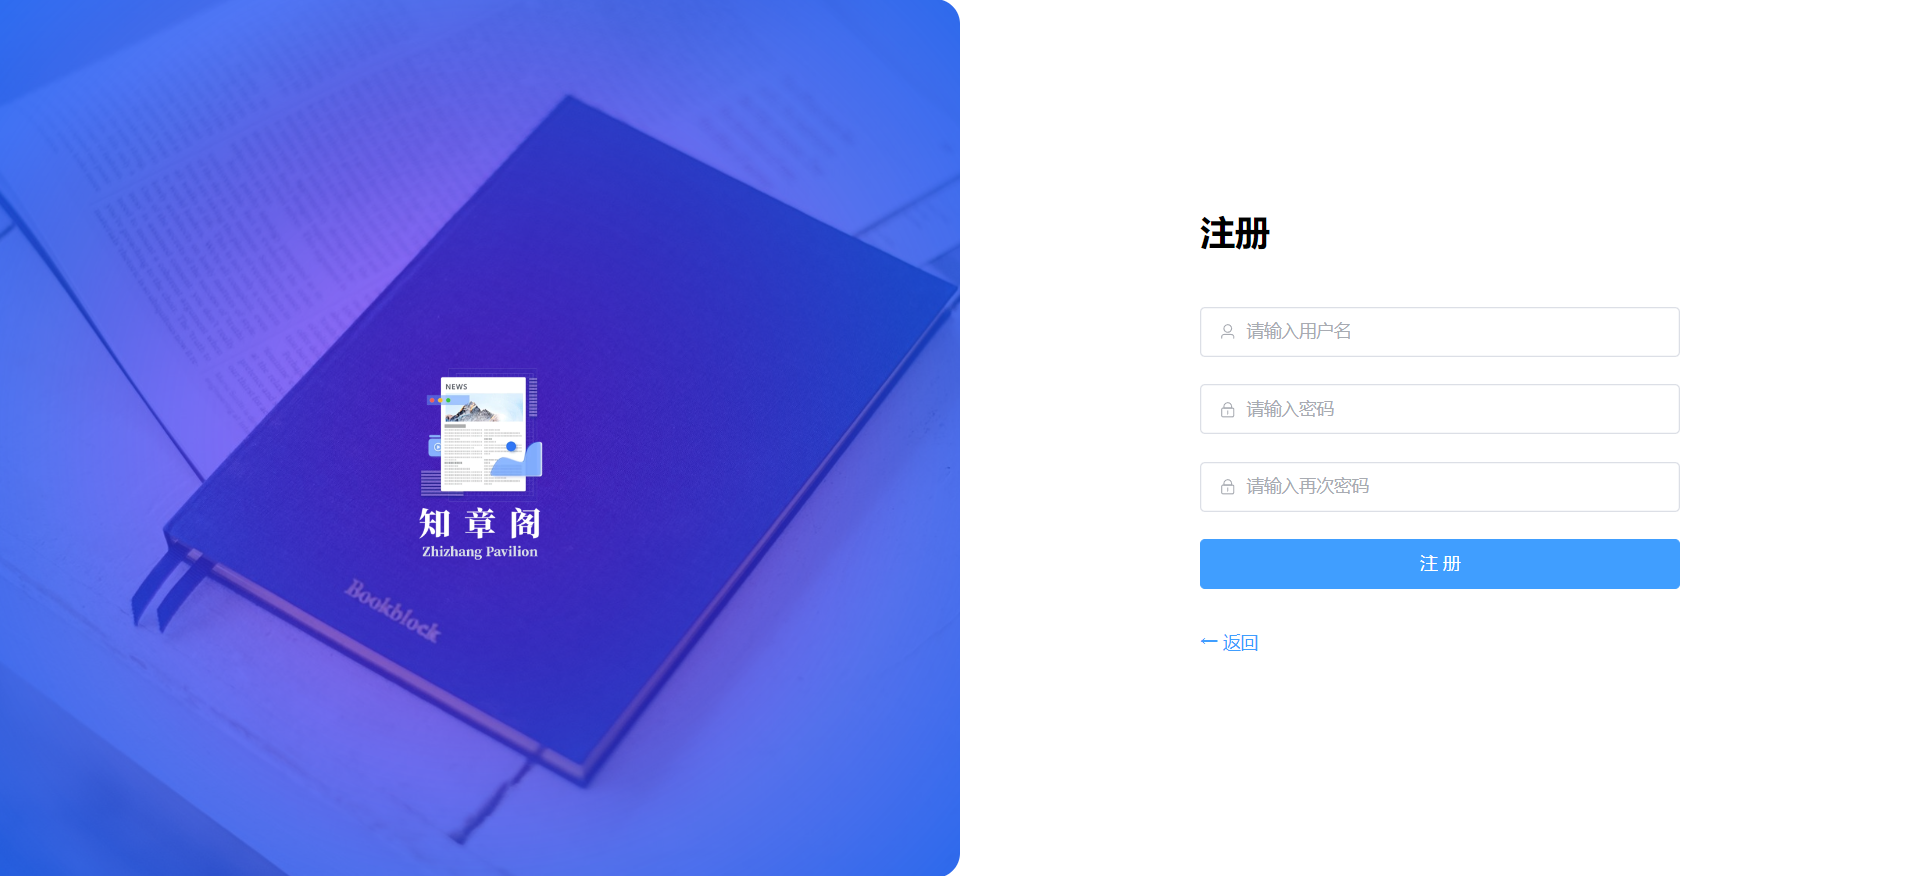 NEWS
知章阁
Zhizhang Pavilion
Bookblock
注册
请输入用户名
请输入密码
请输入再次密码
注 册
← 返回